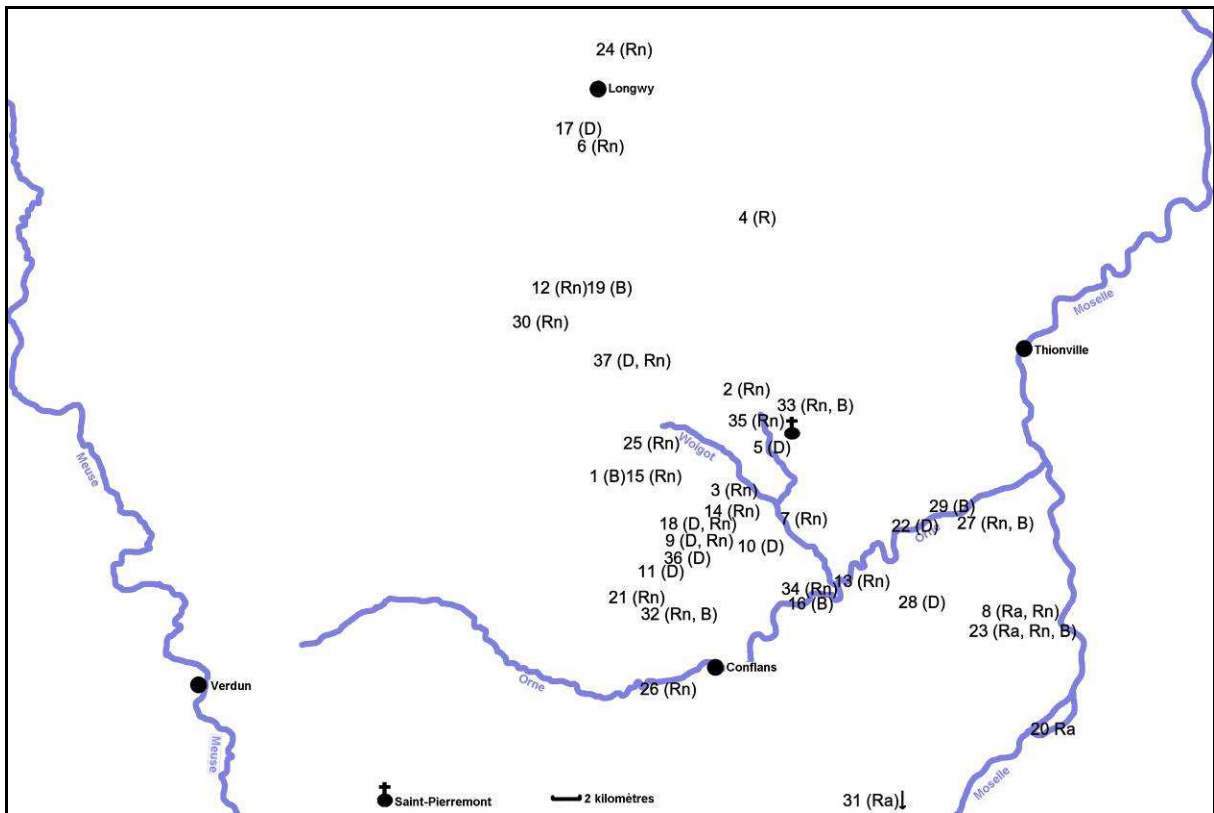 24 (Rn)
Longwy
17 (D)
6 (Rn)
4 (R)
12 (Rn)19 (B)
Moselle
30 (Rn)
Thionville
37 (D, Rn)
2 (Rn)
33 (Rn, B)
35 (Rn)
25 (Rn)
Woigot
5 (D)
Meuse
1 (B)15 (Rn)
3 (Rn)
29 (B)
14 (Rn)
7 (Rn)
18 (D, Rn)
22 (D)
27 (Rn, B)
Orne
9 (D, Rn)
10 (D)
36 (D)
11 (D)
13 (Rn)
34 (Rn)
21 (Rn)
16 (B)
28 (D)
8 (Ra, Rn)
32 (Rn, B)
23 (Ra, Rn, B)
Conflans
Orne
Verdun
26 (Rn)
20 Ra
Meuse
Moselle
Saint-Pierremont
2 kilomètres
31 (Ra)